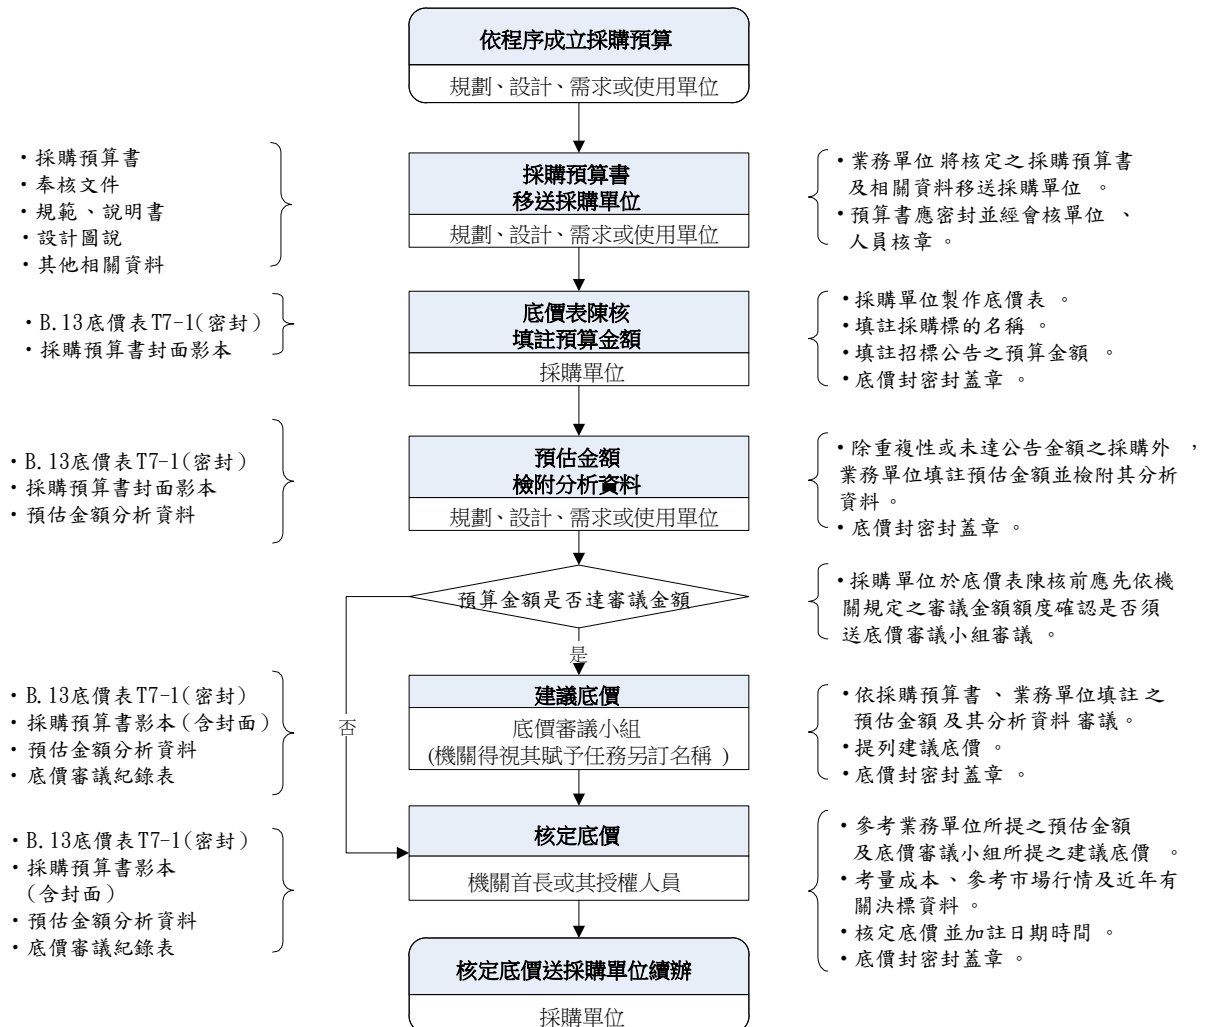 依程序成立採購預算
規劃、設計、需求或使用單位
・採購預算書
・奉核文件
・規範、說明書
・設計圖說
・其他相關資料
採購預算書
移送採購單位
規劃、設計、需求或使用單位
・業務單位 將核定之採購預算書
及相關資料移送採購單位 。
・預算書應密封並經會核單位 、
人員核章。
・B.13底價表T7-1(密封)
・採購預算書封面影本
底價表陳核
填註預算金額
採購單位
・採購單位製作底價表 。
・填註採購標的名稱 。
・填註招標公告之預算金額 。
・底價封密封蓋章 。
・B.13底價表T7-1(密封)
・採購預算書封面影本
・預估金額分析資料
預估金額
檢附分析資料
規劃、設計、需求或使用單位
・除重複性或未達公告金額之採購外 ，
業務單位填註預估金額並檢附其分析
資料。
・底價封密封蓋章 。
預算金額是否達審議金額
・採購單位於底價表陳核前應先依機
關規定之審議金額額度確認是否須
送底價審議小組審議 。
是
否
・B.13底價表T7-1(密封)
・採購預算書影本(含封面)
・預估金額分析資料
・底價審議紀錄表
建議底價
底價審議小組
(機關得視其賦予任務另訂名稱 )
・依採購預算書 、業務單位填註之
預估金額及其分析資料審議。
・提列建議底價 。
・底價封密封蓋章 。
・B.13底價表T7-1(密封)
・採購預算書影本
(含封面)
・預估金額分析資料
・底價審議紀錄表
核定底價
機關首長或其授權人員
・參考業務單位所提之預估金額
及底價審議小組所提之建議底價 。
・考量成本、參考市場行情及近年有
關決標資料。
・核定底價並加註日期時間 。
・底價封密封蓋章 。
核定底價送採購單位續辦
採購單位